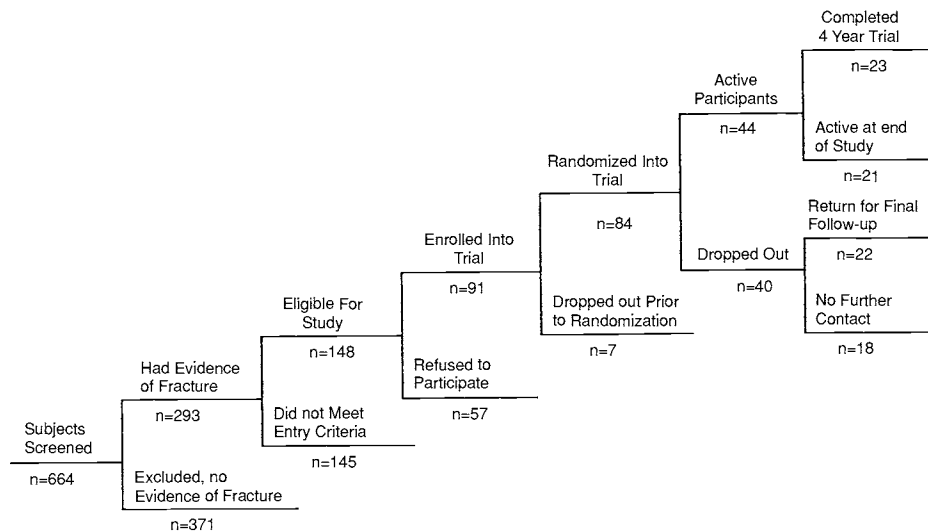 Subjects
Screened
n=664
Had Evidence
of Fracture
n=293
Excluded, no
Evidence of Fracture
n=371
Eligible For
Study
n=148
Did not Meet
Entry Criteria
n=145
Enrolled Into
Trial
n=91
Refused to
Participate
n=57
Randomized Into
Trial
n=84
Dropped out Prior
to Randomization
n=7
Active
Participants
n=44
Dropped Out
n=40
Completed
4 Year Trial
n=23
Active at end
of Study
n=21
Return for Final
Follow-up
n=22
No Further
Contact
n=18